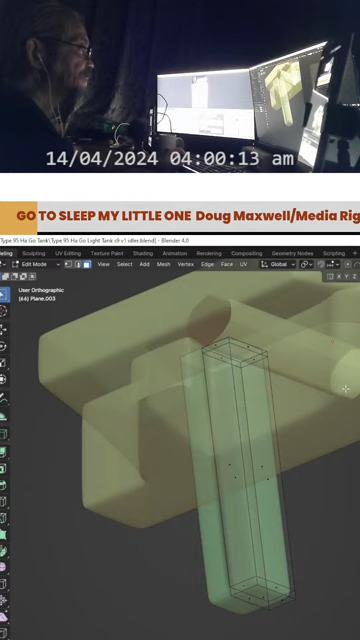 14/04/2024 04:00:13 am
GO TO SLEEP MY LITTLE ONE Doug Maxwell/Media Rig
Type 95 Ha Go Tank\Type 95 Ha Go Light Tank c9 v1 idler.blend] - Blender 4.0
eling Sculpting UV Editing Texture Paint Shading Animation Rendering Compositing Geometry Nodes Scripting
Edit Mode View Select Add Mesh Vertex Edge Face UV Global
User Orthographic
(66) Plane.003